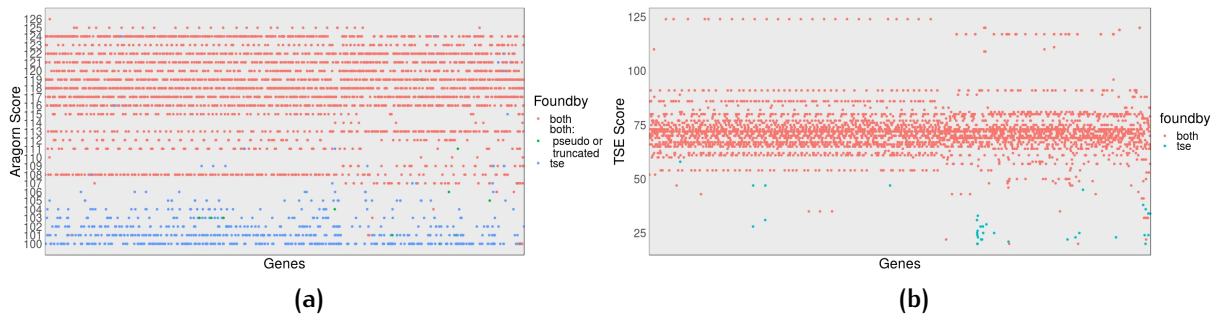 Aragorn Score
126
125
124
123
122
121
120
119
118
117
116
115
114
113
112
111
110
109
108
107
106
105
104
103
102
101
100
Genes
Foundby
both
both:
pseudo or
truncated
tse
(a)
TSE Score
125
100
75
50
25
Genes
foundby
both
tse
(b)